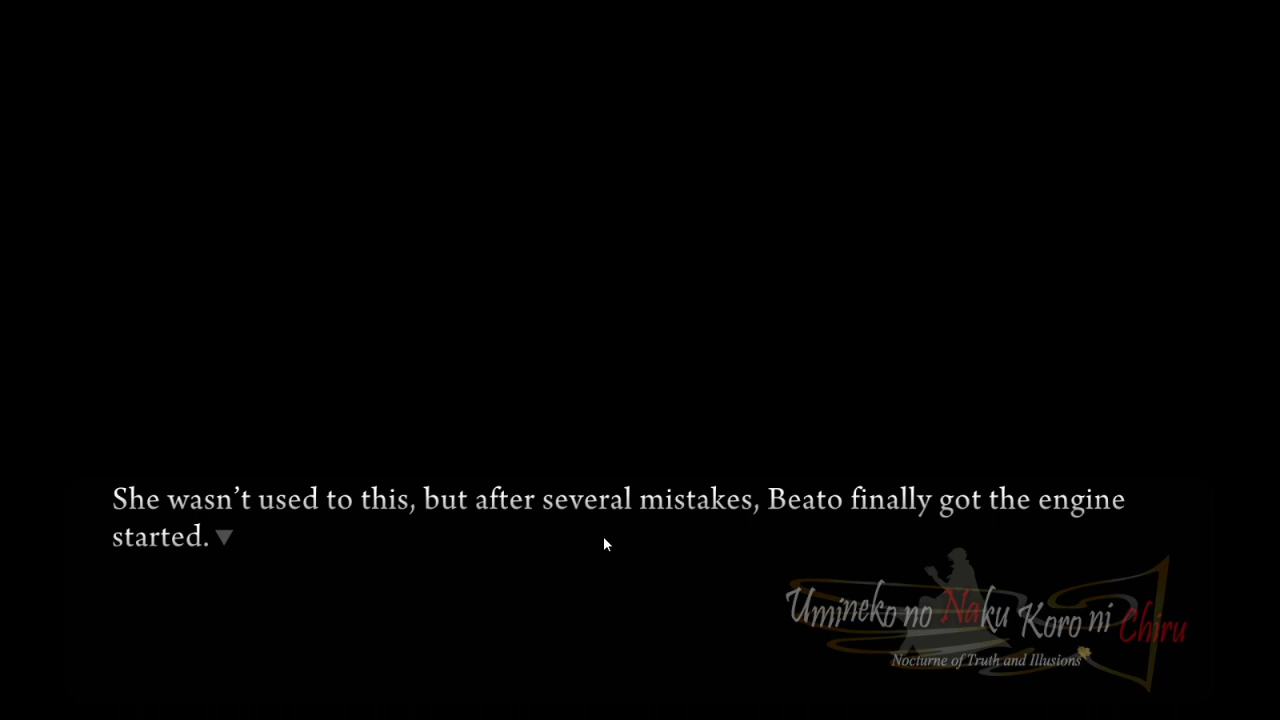 She wasn’t used to this, but after several mistakes, Beato finally got the engine
started.
Umineko no Naku Koro ni Chiru
Nocturne of Truth and Illusions